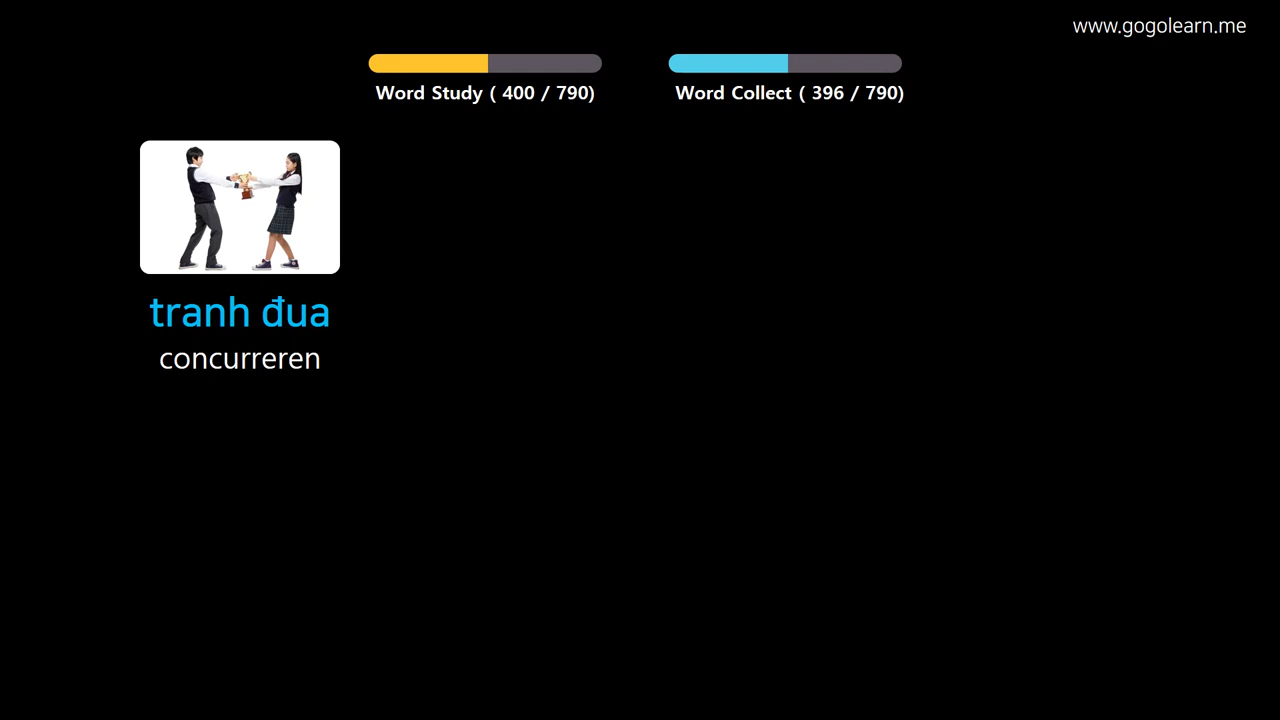 www.gogolearn.me
Word Study ( 400 / 790)
Word Collect ( 396 / 790)
tranh đua
concurreren